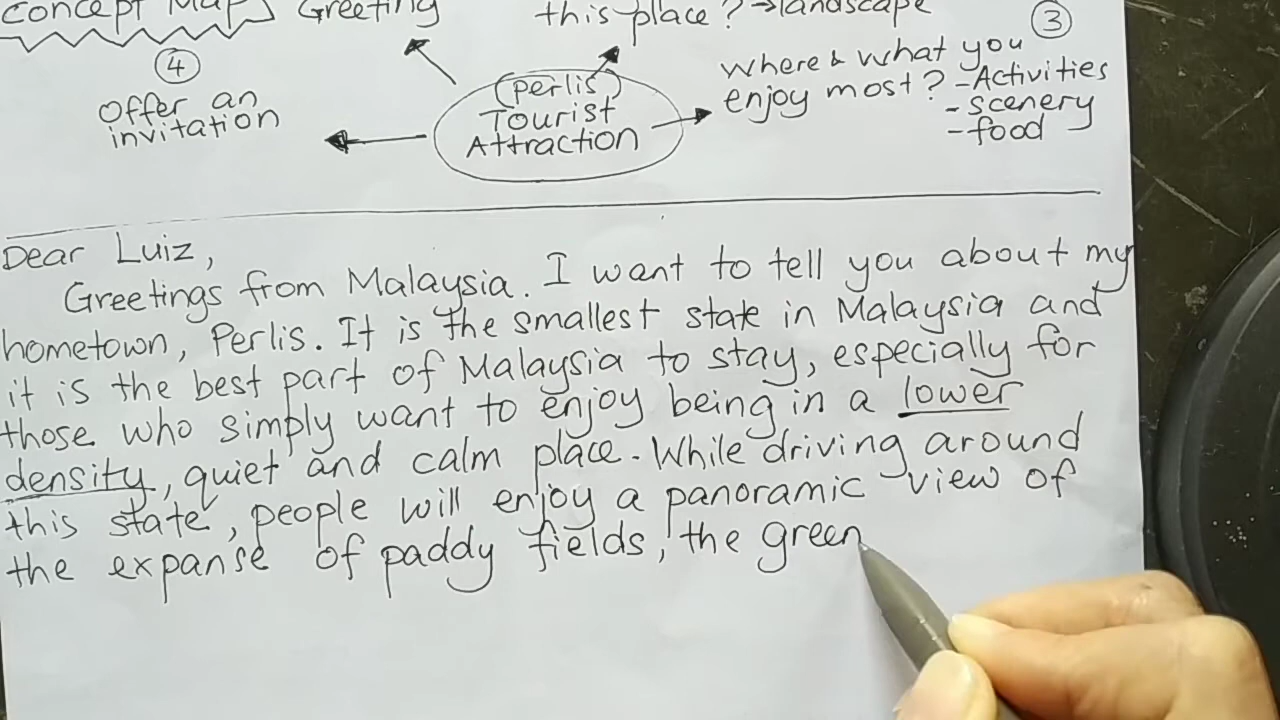 Concept Map
Greeting
this place? → landscape
③
④
Offer an
invitation
(Perlis)
Tourist
Attraction
Where & what you
enjoy most? - Activities
- Scenery
- food
Dear Luiz,
Greetings from Malaysia. I want to tell you about my
hometown, Perlis. It is the smallest state in Malaysia and
it is the best part of Malaysia to stay, especially for
those who simply want to enjoy being in a lower
density, quiet and calm place. While driving around
this state, people will enjoy a panoramic view of
the expanse of paddy fields, the green